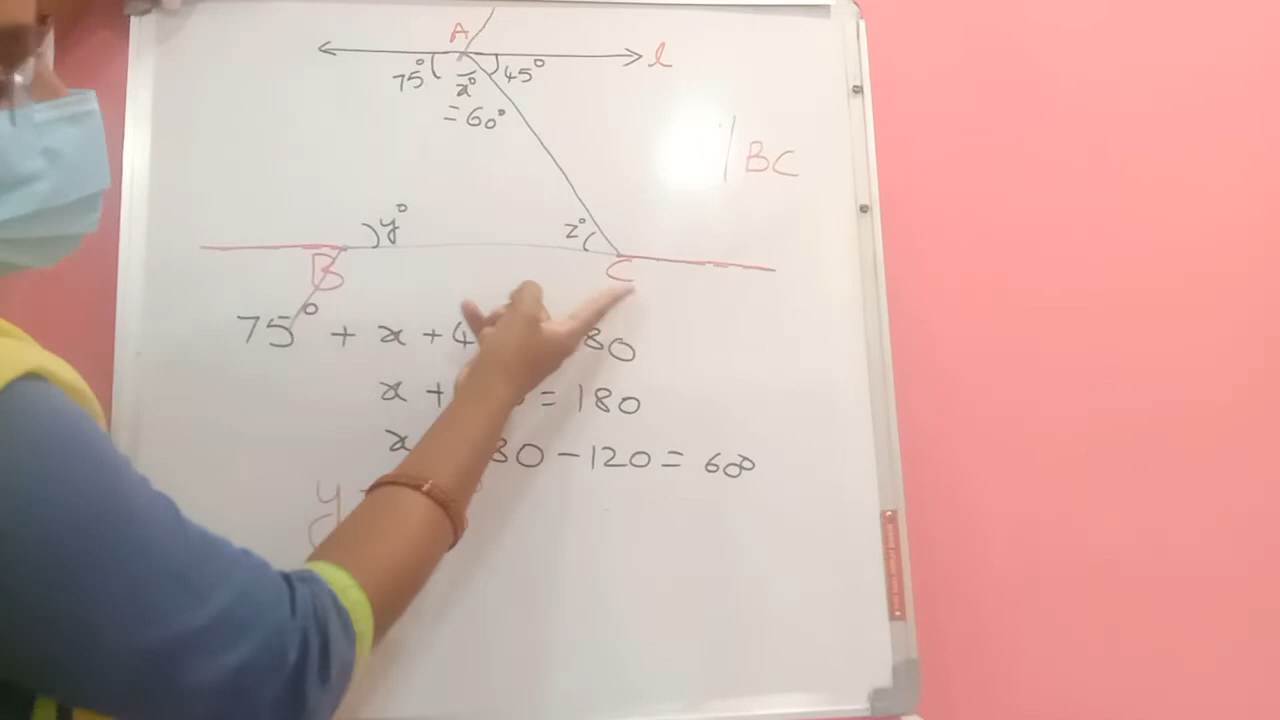 A
l
75° x° 45°
= 60°
BC
y° z°
B C
75° + x + 4 80
x + = 180
x 80 - 120 = 60°
y